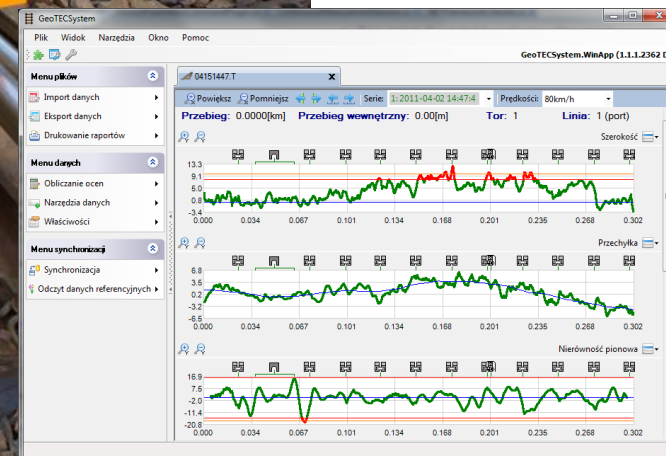 GeoTECSystem
Plik Widok Narzędzia Okno Pomoc
GeoTECSystem.WinApp (1.1.1.2362 D
Menu plików
Import danych
Eksport danych
Drukowanie raportów
Menu danych
Obliczanie ocen
Narzędzia danych
Właściwości
Menu synchronizacji
Synchronizacja
Odczyt danych referencyjnych
04151447.T x
Powiększ Pomniejsz Serie: 1: 2011-04-02 14:47:4 Prędkości: 80km/h
Przebieg: 0.0000[km] Przebieg wewnętrzny: 0.00[m] Tor: 1 Linia: 1 (port)
Szerokość
13.3
9.1
5.0
0.8
-3.4
0.000 0.034 0.067 0.101 0.134 0.168 0.201 0.235 0.268 0.302
Przechyłka
6.8
3.5
0.2
-3.2
-6.5
0.000 0.034 0.067 0.101 0.134 0.168 0.201 0.235 0.268 0.302
Nierówność pionowa
16.9
7.5
-2.0
-11.4
-20.8
0.000 0.034 0.067 0.101 0.134 0.168 0.201 0.235 0.268 0.302